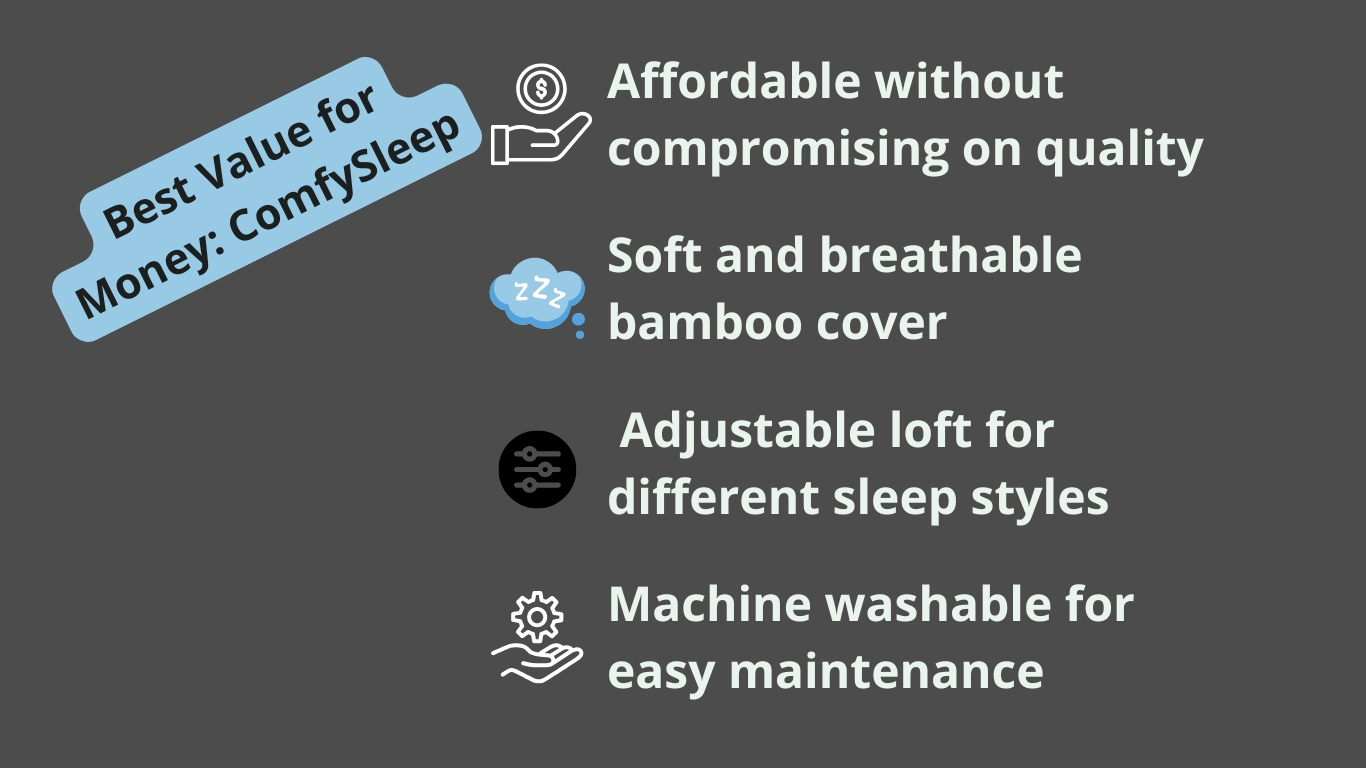 Best Value for
Money: ComfySleep
Affordable without
compromising on quality
Soft and breathable
bamboo cover
Adjustable loft for
different sleep styles
Machine washable for
easy maintenance
$
z Z z